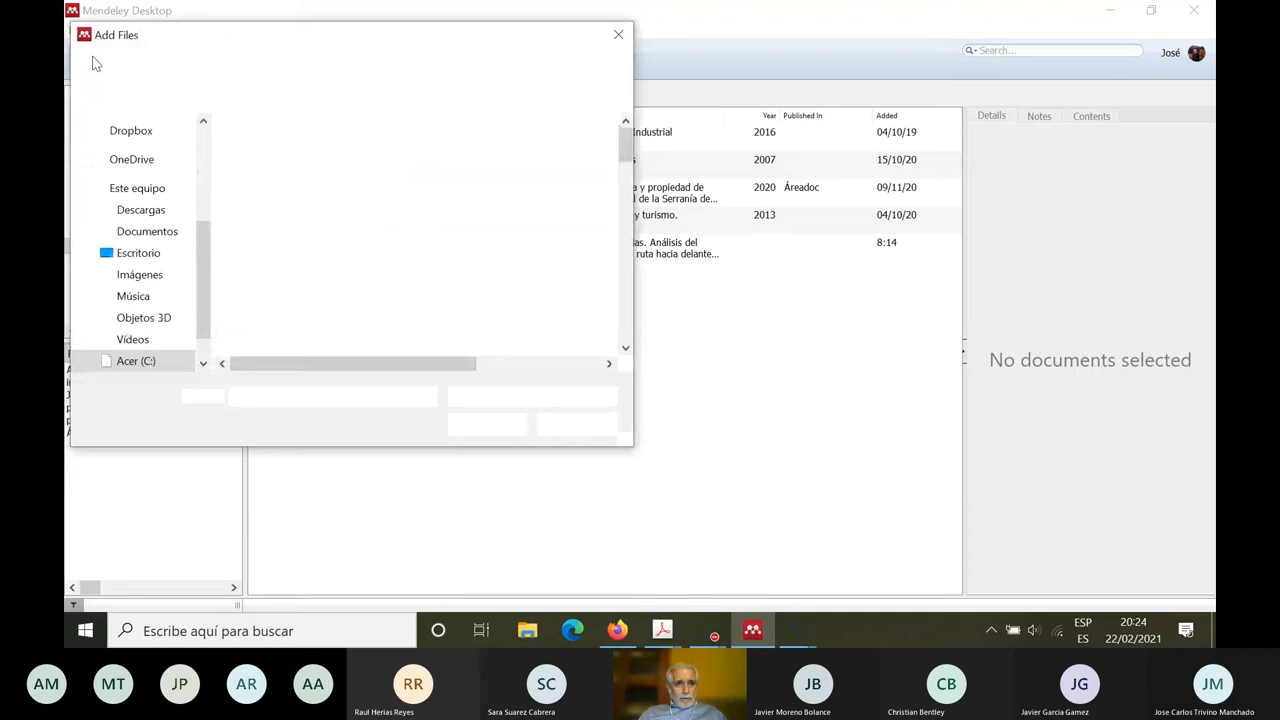 Mendeley Desktop
Add Files
Search...
José
Dropbox
OneDrive
Este equipo
Descargas
Documentos
Escritorio
Imágenes
Música
Objetos 3D
Vídeos
Acer (C:)
Year
Published In
Added
Industrial
2016
04/10/19
2007
15/10/20
a y propiedad de
l de la Serranía de...
2020
Áreadoc
09/11/20
y turismo.
2013
04/10/20
as. Análisis del
ruta hacia delante...
8:14
Details
Notes
Contents
No documents selected
Escribe aquí para buscar
ESP
ES
20:24
22/02/2021
AM
MT
JP
AR
AA
RR
Raul Herias Reyes
SC
Sara Suarez Cabrera
JB
Javier Moreno Bolance
CB
Christian Bentley
JG
Javier Garcia Gamez
JM
Jose Carlos Trivino Manchado